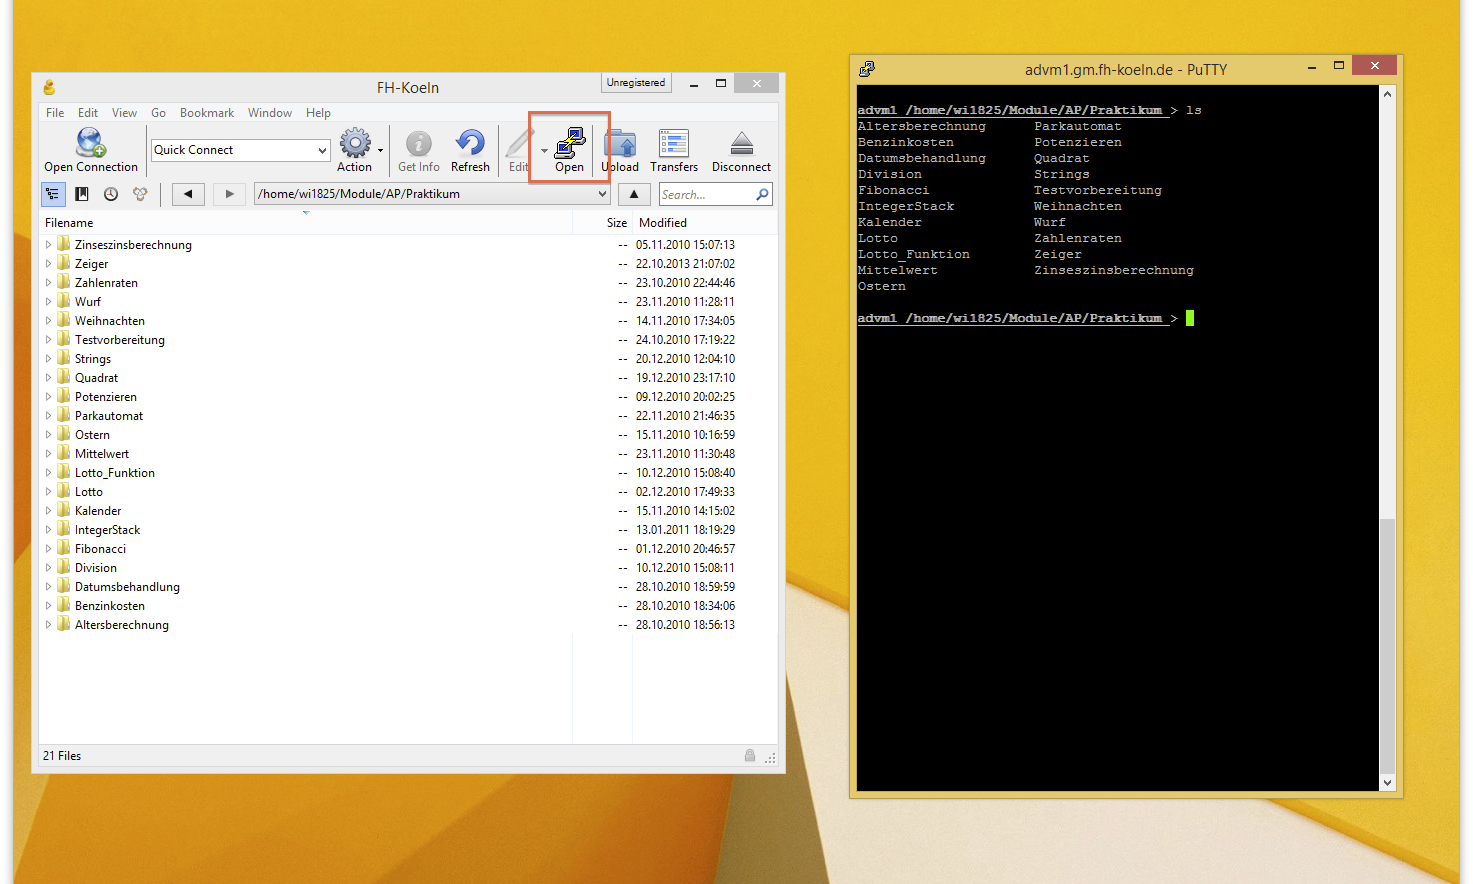 FH-Koeln
Unregistered
File Edit View Go Bookmark Window Help
Quick Connect
Open Connection Action Get Info Refresh Edit Open Upload Transfers Disconnect
/home/wi1825/Module/AP/Praktikum Search...
Filename Size Modified
Zinseszinsberechnung -- 05.11.2010 15:07:13
Zeiger -- 22.10.2013 21:07:02
Zahlenraten -- 23.10.2010 22:44:46
Wurf -- 23.11.2010 11:28:11
Weihnachten -- 14.11.2010 17:34:05
Testvorbereitung -- 24.10.2010 17:19:22
Strings -- 20.12.2010 12:04:10
Quadrat -- 19.12.2010 23:17:10
Potenzieren -- 09.12.2010 20:02:25
Parkautomat -- 22.11.2010 21:46:35
Ostern -- 15.11.2010 10:16:59
Mittelwert -- 23.11.2010 11:30:48
Lotto_Funktion -- 10.12.2010 15:08:40
Lotto -- 02.12.2010 17:49:33
Kalender -- 15.11.2010 14:15:02
IntegerStack -- 13.01.2011 18:19:29
Fibonacci -- 01.12.2010 20:46:57
Division -- 10.12.2010 15:08:11
Datumsbehandlung -- 28.10.2010 18:59:59
Benzinkosten -- 28.10.2010 18:34:06
Altersberechnung -- 28.10.2010 18:56:13
21 Files
advm1.gm.fh-koeln.de - PuTTY
advm1 /home/wi1825/Module/AP/Praktikum > ls
Altersberechnung Parkautomat
Benzinkosten Potenzieren
Datumsbehandlung Quadrat
Division Strings
Fibonacci Testvorbereitung
IntegerStack Weihnachten
Kalender Wurf
Lotto Zahlenraten
Lotto_Funktion Zeiger
Mittelwert Zinseszinsberechnung
Ostern
advm1 /home/wi1825/Module/AP/Praktikum >